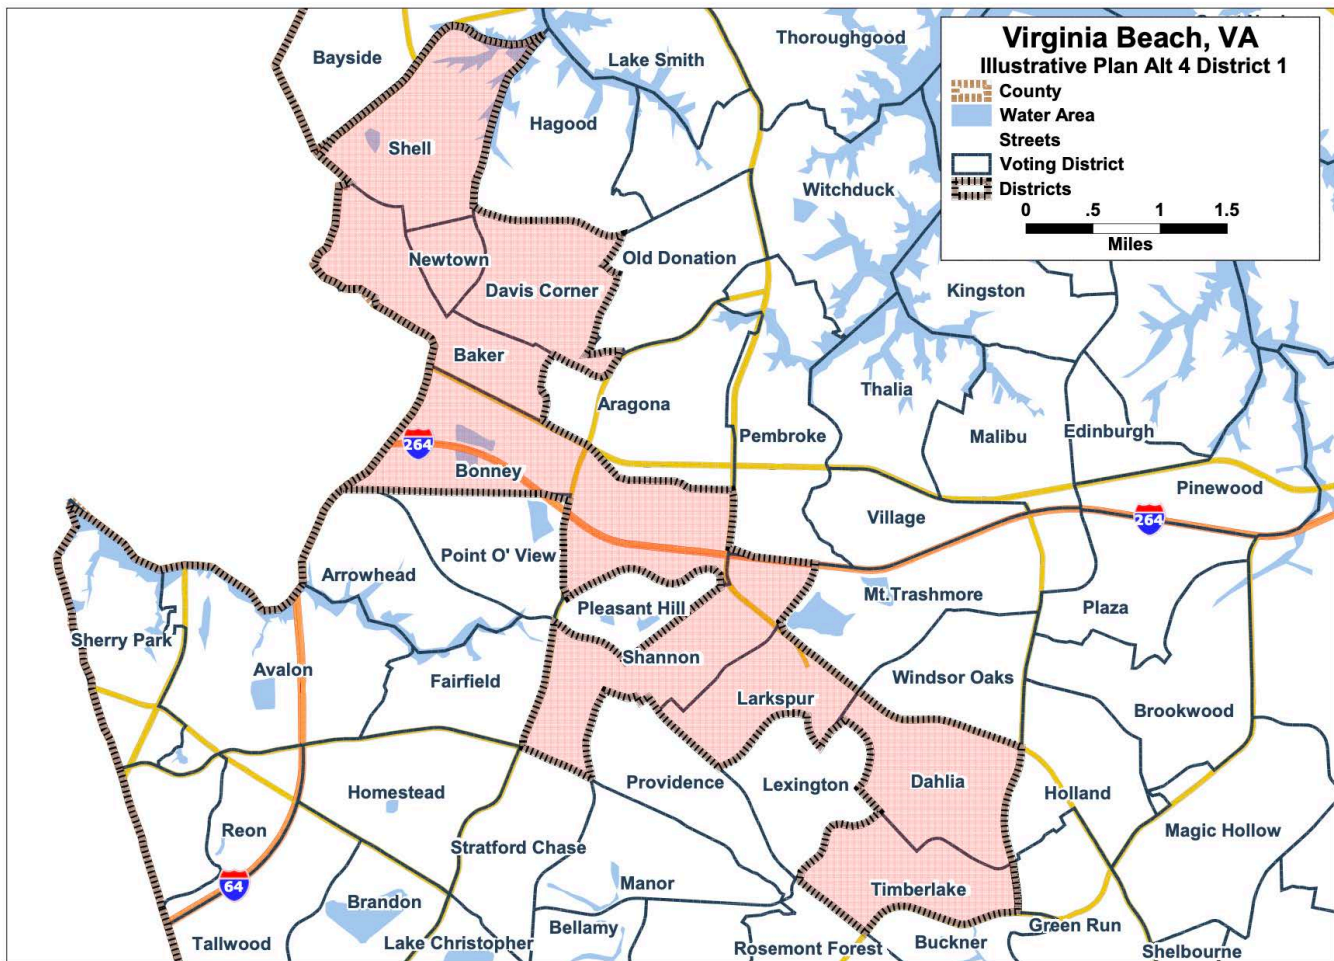 Virginia Beach, VA
Illustrative Plan Alt 4 District 1
County
Water Area
Streets
Voting District
Districts
0 .5 1 1.5
Miles
Bayside
Lake Smith
Thoroughgood
Hagood
Shell
Witchduck
Newtown
Old Donation
Davis Corner
Kingston
Baker
Thalia
Aragona
Pembroke
Malibu
Edinburgh
264
Bonney
Pinewood
Village
264
Point O' View
Arrowhead
Pleasant Hill
Mt.Trashmore
Plaza
Sherry Park
Shannon
Avalon
Fairfield
Windsor Oaks
Larkspur
Brookwood
Providence
Lexington
Dahlia
Homestead
Holland
Reon
Magic Hollow
Stratford Chase
64
Manor
Timberlake
Brandon
Bellamy
Green Run
Tallwood
Lake Christopher
Rosemont Forest
Buckner
Shelbourne